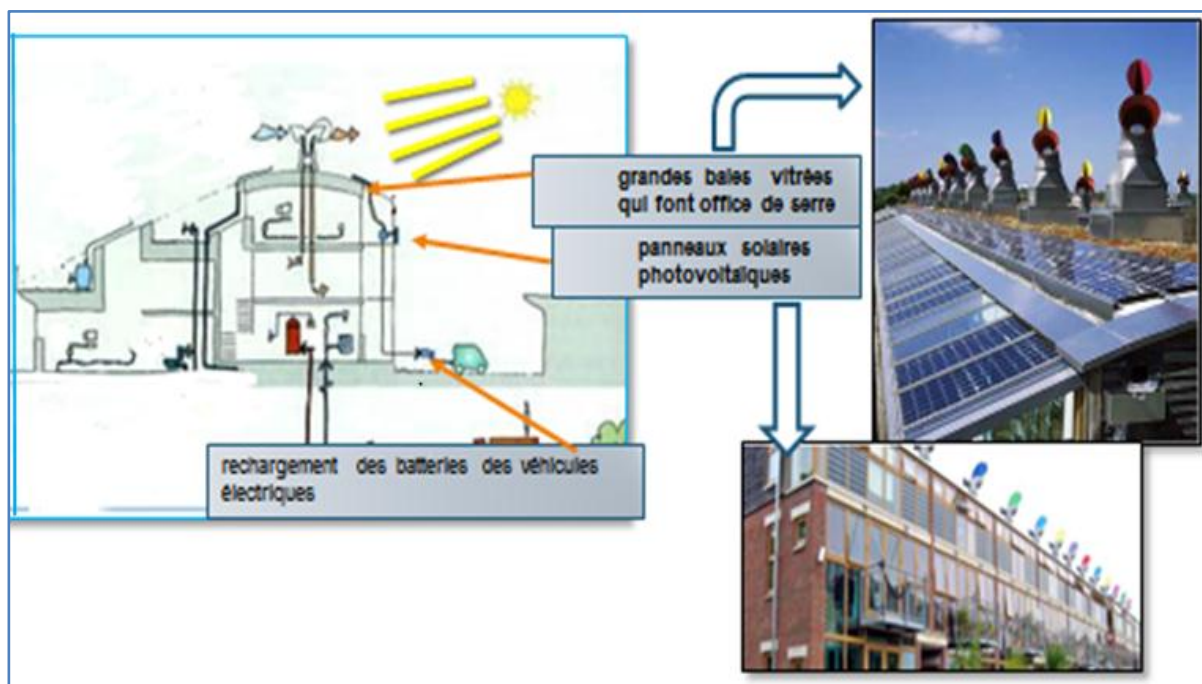 grandes baies vitrées
qui font office de serre
panneaux solaires
photovoltaïques
rechargement des batteries des véhicules
électriques